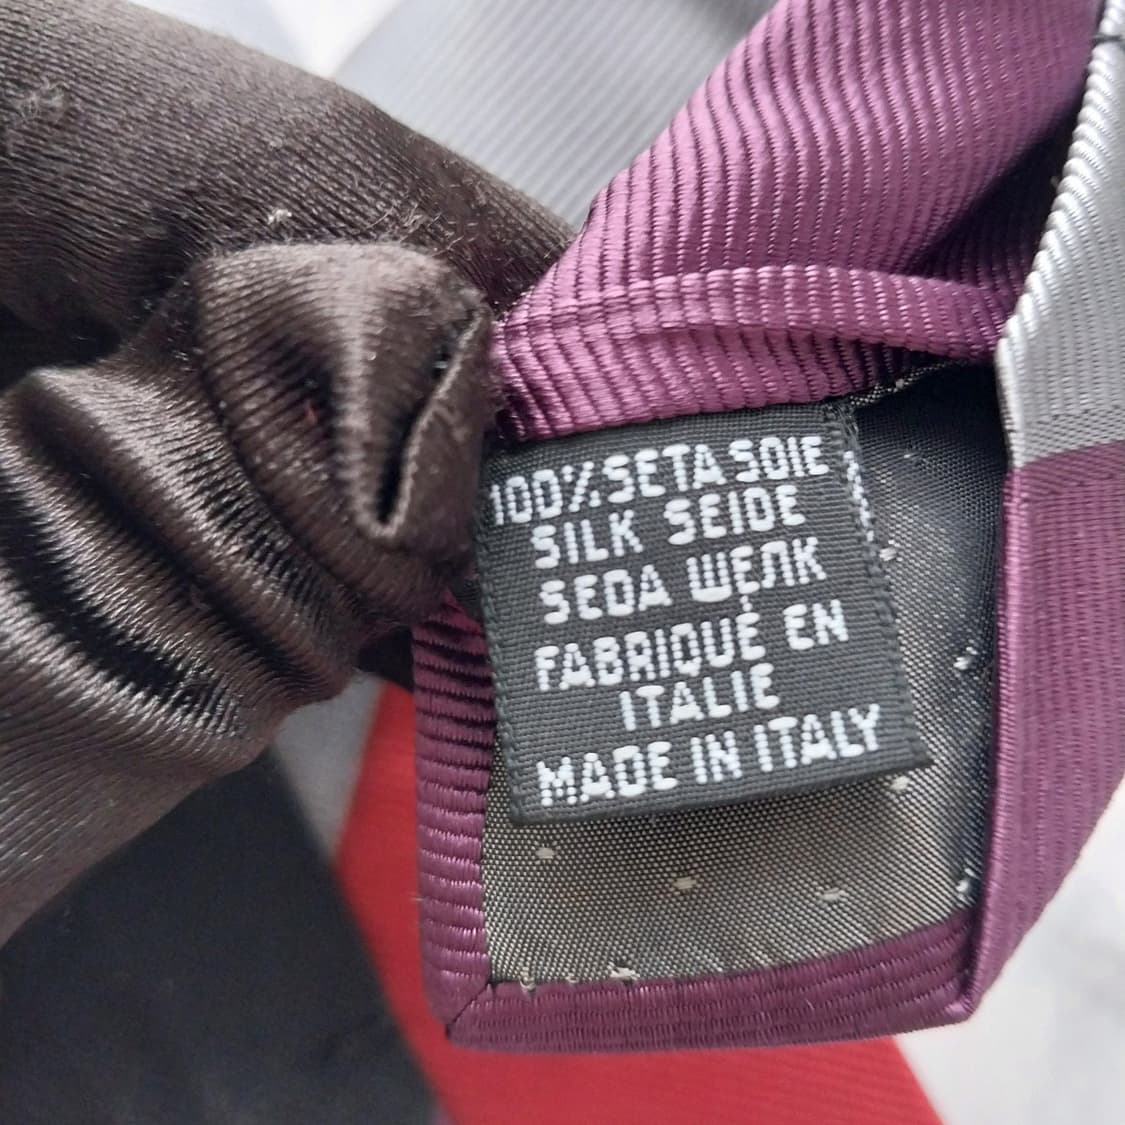 100% SETA SOIE
SILK SEIDE
SEDA ШЕЛК
FABRIQUÉ EN
ITALIE
MADE IN ITALY